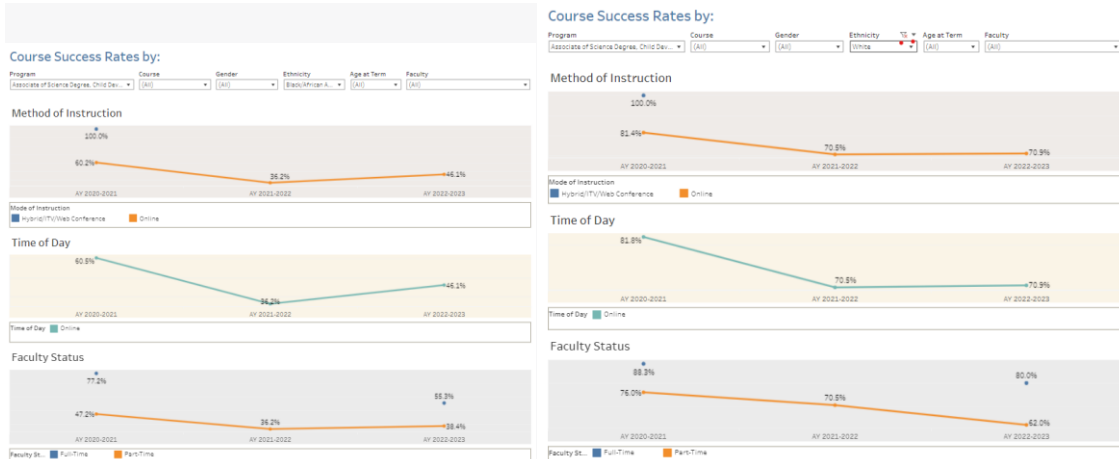 Course Success Rates by:
Program Course Gender Ethnicity Age at Term Faculty
Associate of Science Degree, Child Dev... (All) (All) Black/African A... (All) (All)
Method of Instruction
100.0%
60.2% 36.2% 46.1%
AY 2020-2021 AY 2021-2022 AY 2022-2023
Mode of Instruction
Hybrid/ITV/Web Conference Online
Time of Day
60.5% 36.2% 46.1%
AY 2020-2021 AY 2021-2022 AY 2022-2023
Time of Day Online
Faculty Status
77.2% 55.3%
47.2% 36.2% 38.4%
AY 2020-2021 AY 2021-2022 AY 2022-2023
Faculty St... Full-Time Part-Time
Course Success Rates by:
Program Course Gender Ethnicity Age at Term Faculty
Associate of Science Degree, Child Dev... (All) (All) White (All) (All)
Method of Instruction
100.0%
81.4% 70.5% 70.9%
AY 2020-2021 AY 2021-2022 AY 2022-2023
Mode of Instruction
Hybrid/ITV/Web Conference Online
Time of Day
81.8% 70.5% 70.9%
AY 2020-2021 AY 2021-2022 AY 2022-2023
Time of Day Online
Faculty Status
88.3% 80.0%
76.0% 70.5% 62.0%
AY 2020-2021 AY 2021-2022 AY 2022-2023
Faculty St... Full-Time Part-Time